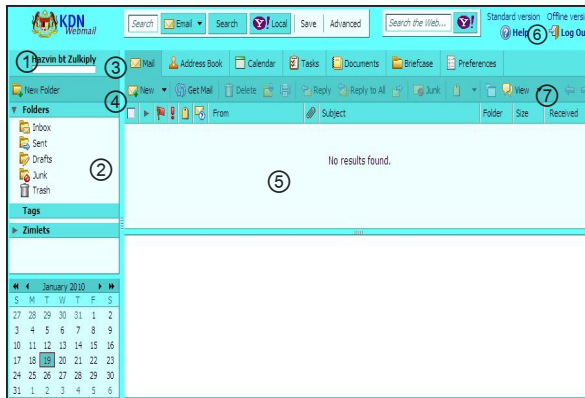 KDN
Webmail
Search Email Search Y! Local Save Advanced
Search the Web... Y!
Standard version Offine versi
Help 6 Log Ou
1 Hazvin bt Zulkiply
3 Mail Address Book Calendar Tasks Documents Briefcase Preferences
New Folder
4 New Get Mail Delete Reply Reply to All Junk View 7
Folders
From Subject Folder Size Received
Inbox
Sent
Drafts
Junk
Trash
2
No results found.
5
Tags
Zimlets
January 2010
S M T W T F S
27 28 29 30 31 1 2
3 4 5 6 7 8 9
10 11 12 13 14 15 16
17 18 19 20 21 22 23
24 25 26 27 28 29 30
31 1 2 3 4 5 6